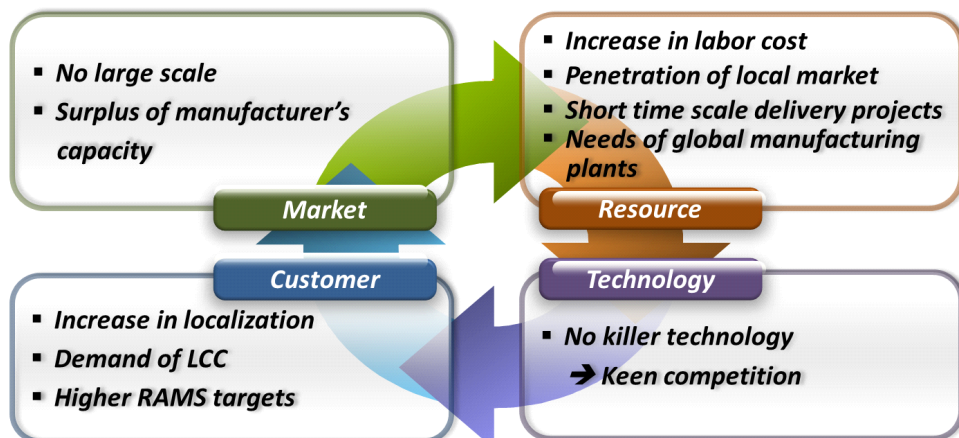 ▪ No large scale
▪ Surplus of manufacturer's
capacity
Market
▪ Increase in labor cost
▪ Penetration of local market
▪ Short time scale delivery projects
▪ Needs of global manufacturing
plants
Resource
Customer
▪ Increase in localization
▪ Demand of LCC
▪ Higher RAMS targets
Technology
▪ No killer technology
➔ Keen competition